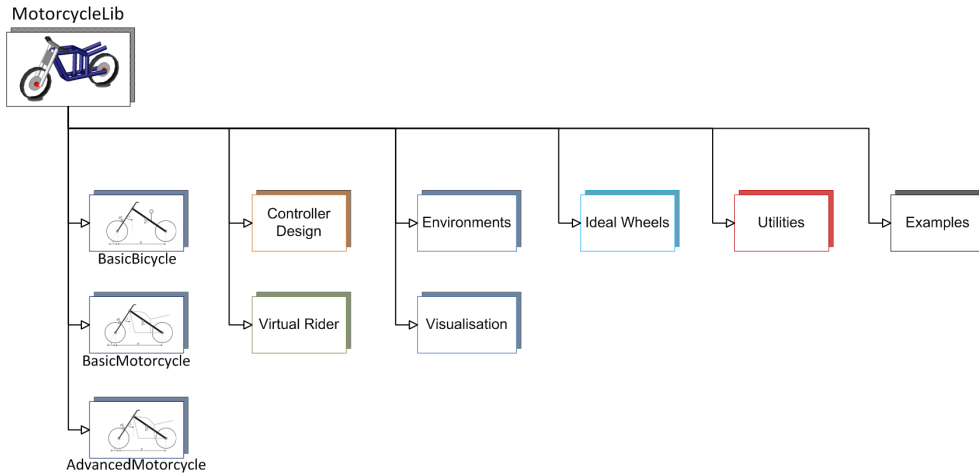 MotorcycleLib
BasicBicycle
Controller
Design
Environments
Ideal Wheels
Utilities
Examples
BasicMotorcycle
Virtual Rider
Visualisation
AdvancedMotorcycle